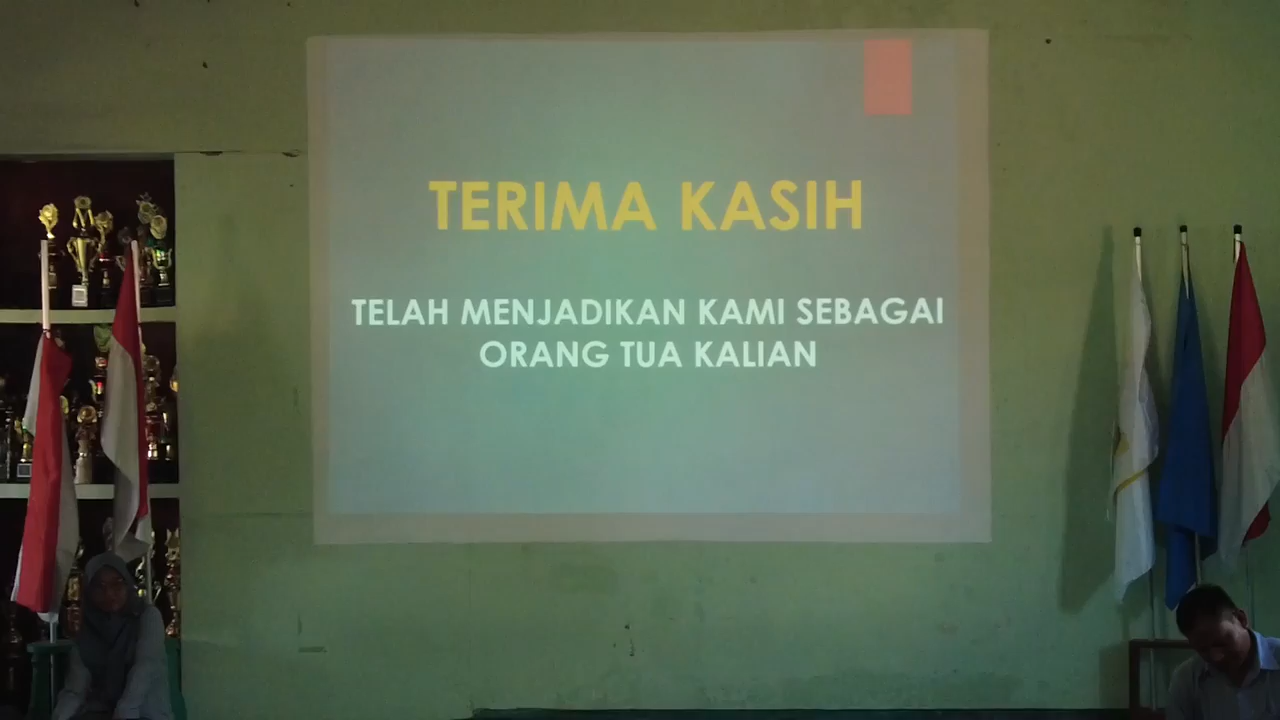 TERIMA KASIH
TELAH MENJADIKAN KAMI SEBAGAI
ORANG TUA KALIAN